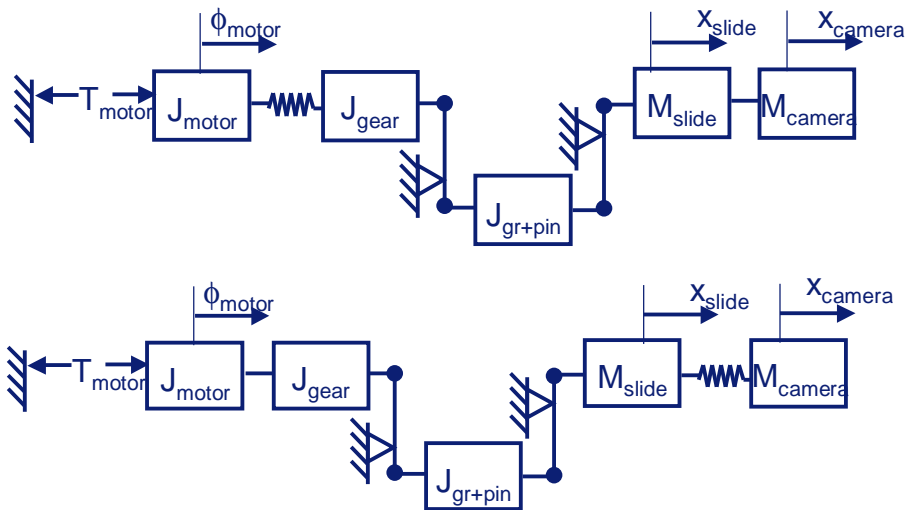 ϕmotor
xslide
xcamera
Tmotor
Jmotor
Jgear
Mslide
Mcamera
Jgr+pin
ϕmotor
xslide
xcamera
Tmotor
Jmotor
Jgear
Mslide
Mcamera
Jgr+pin